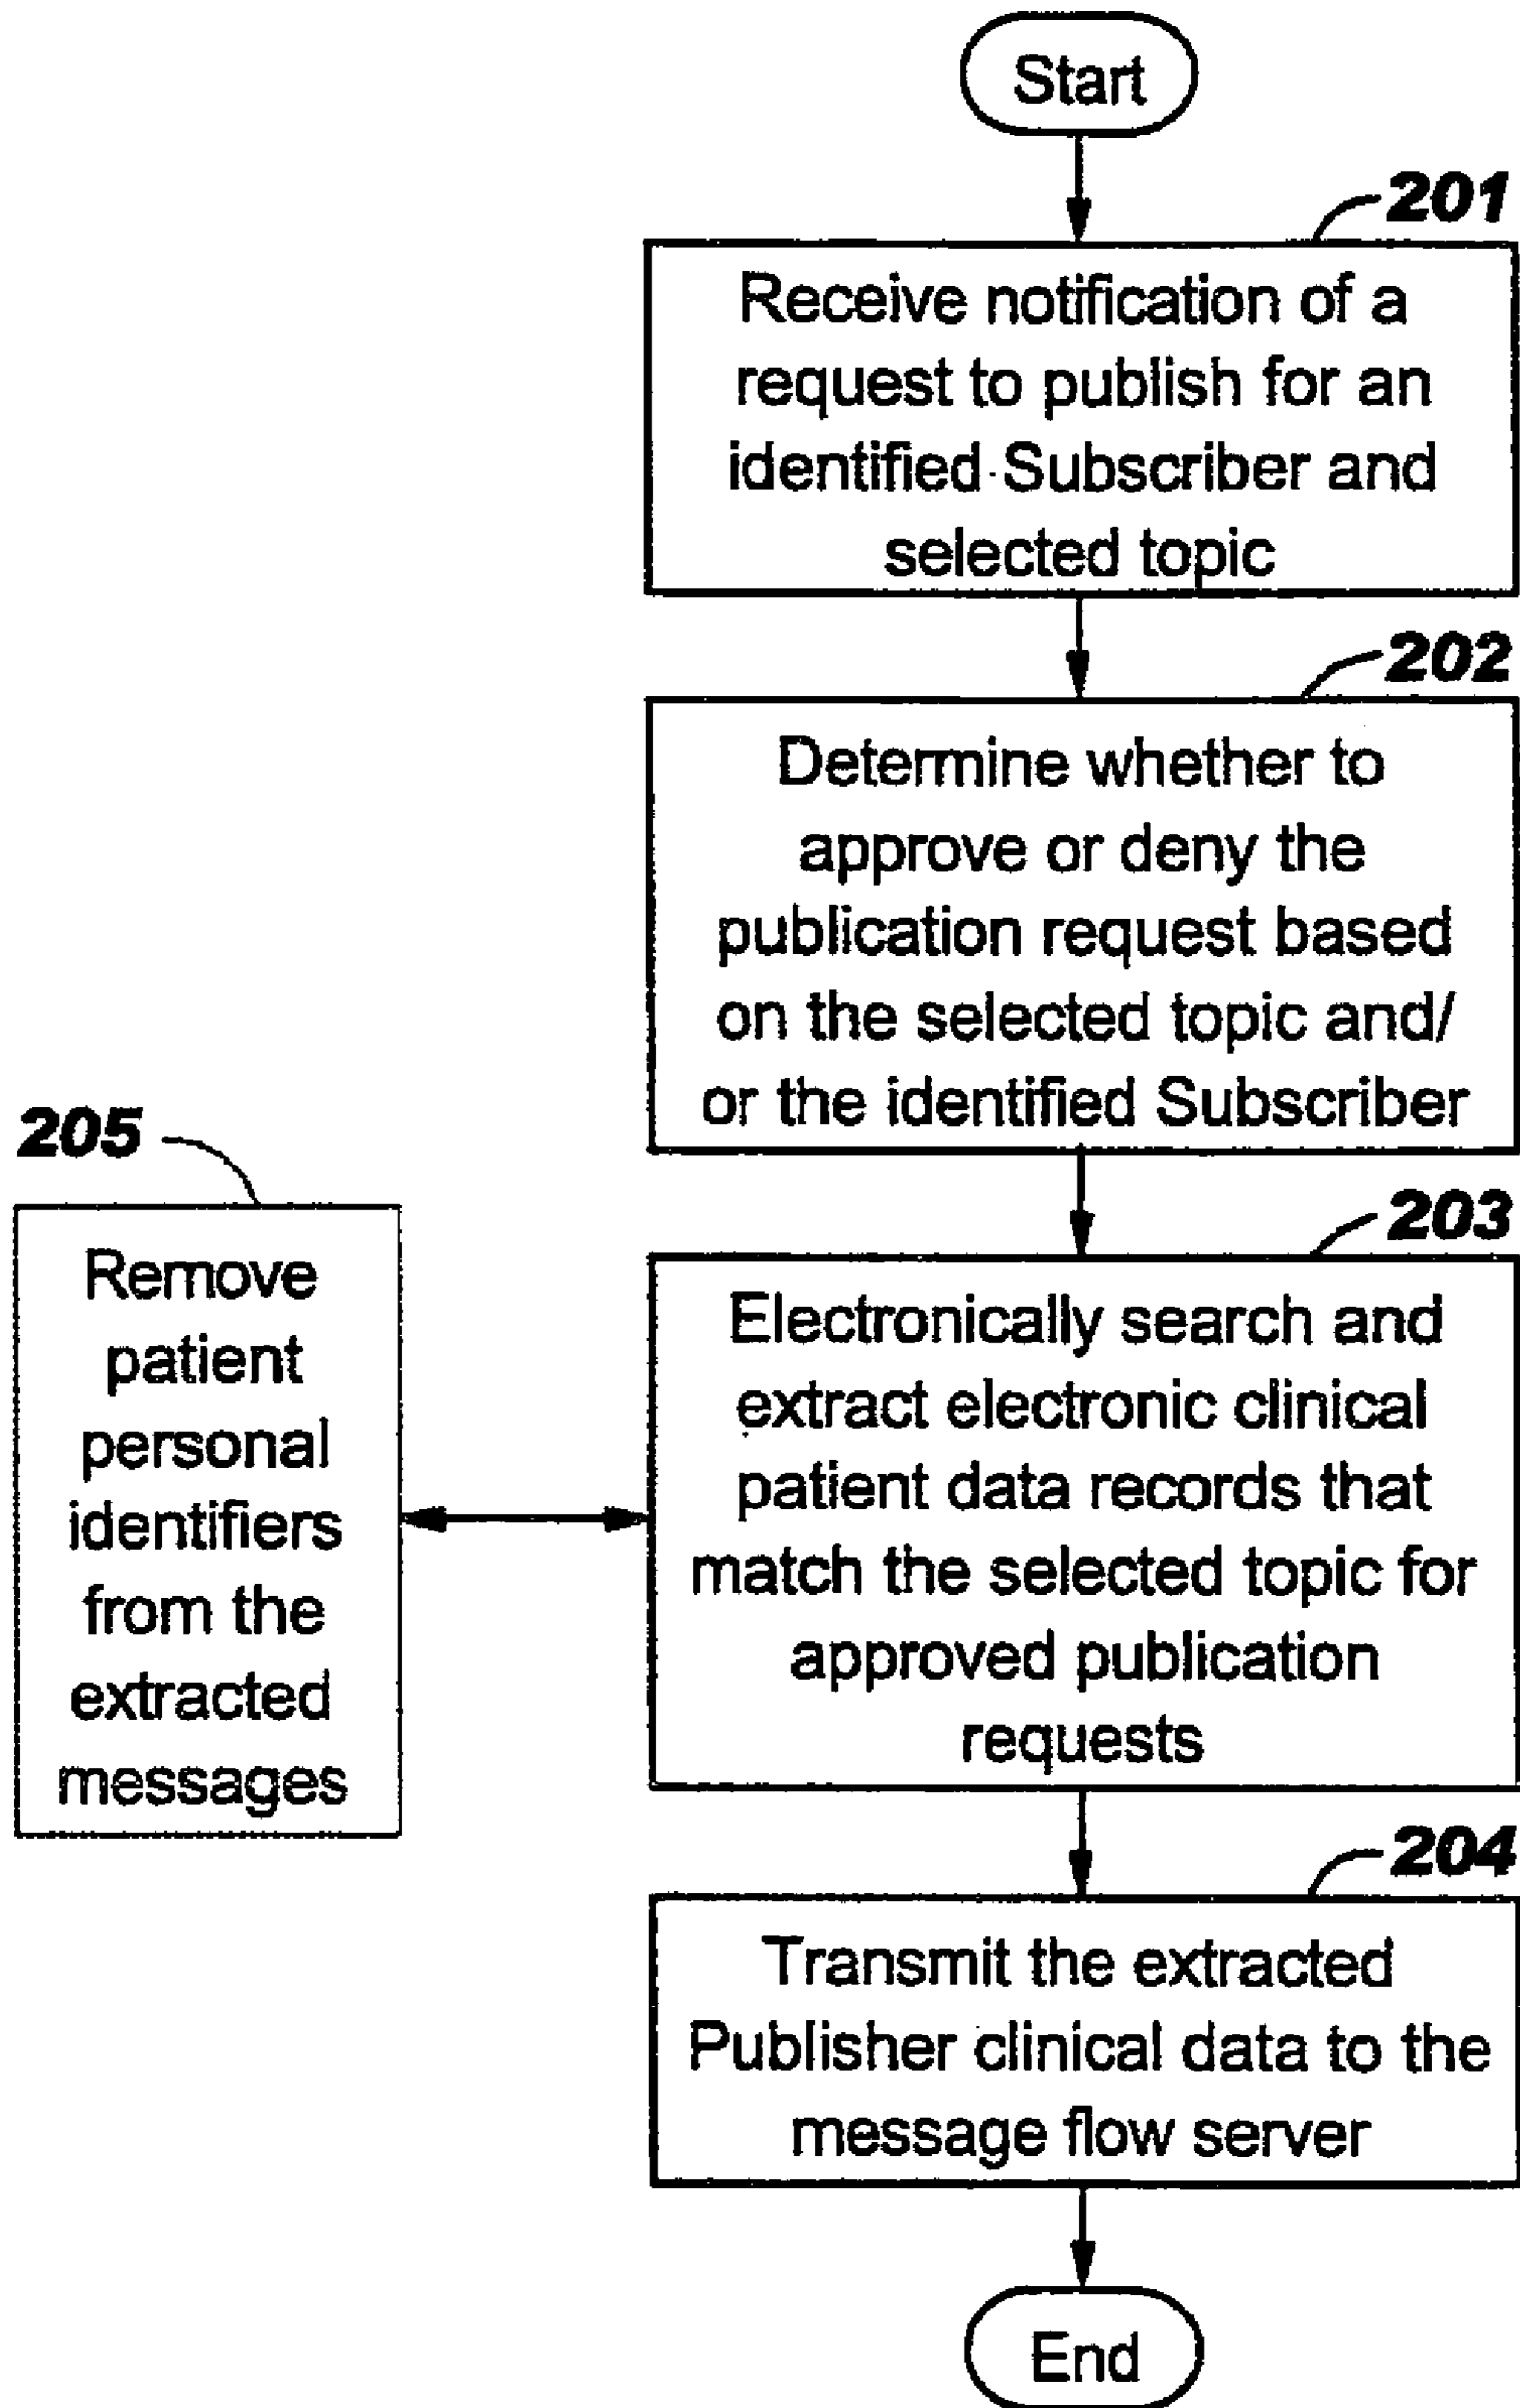 Start
201
Receive notification of a
request to publish for an
identified Subscriber and
selected topic
202
Determine whether to
approve or deny the
publication request based
on the selected topic and/
or the identified Subscriber
205
Remove
patient
personal
identifiers
from the
extracted
messages
203
Electronically search and
extract electronic clinical
patient data records that
match the selected topic for
approved publication
requests
204
Transmit the extracted
Publisher clinical data to the
message flow server
End